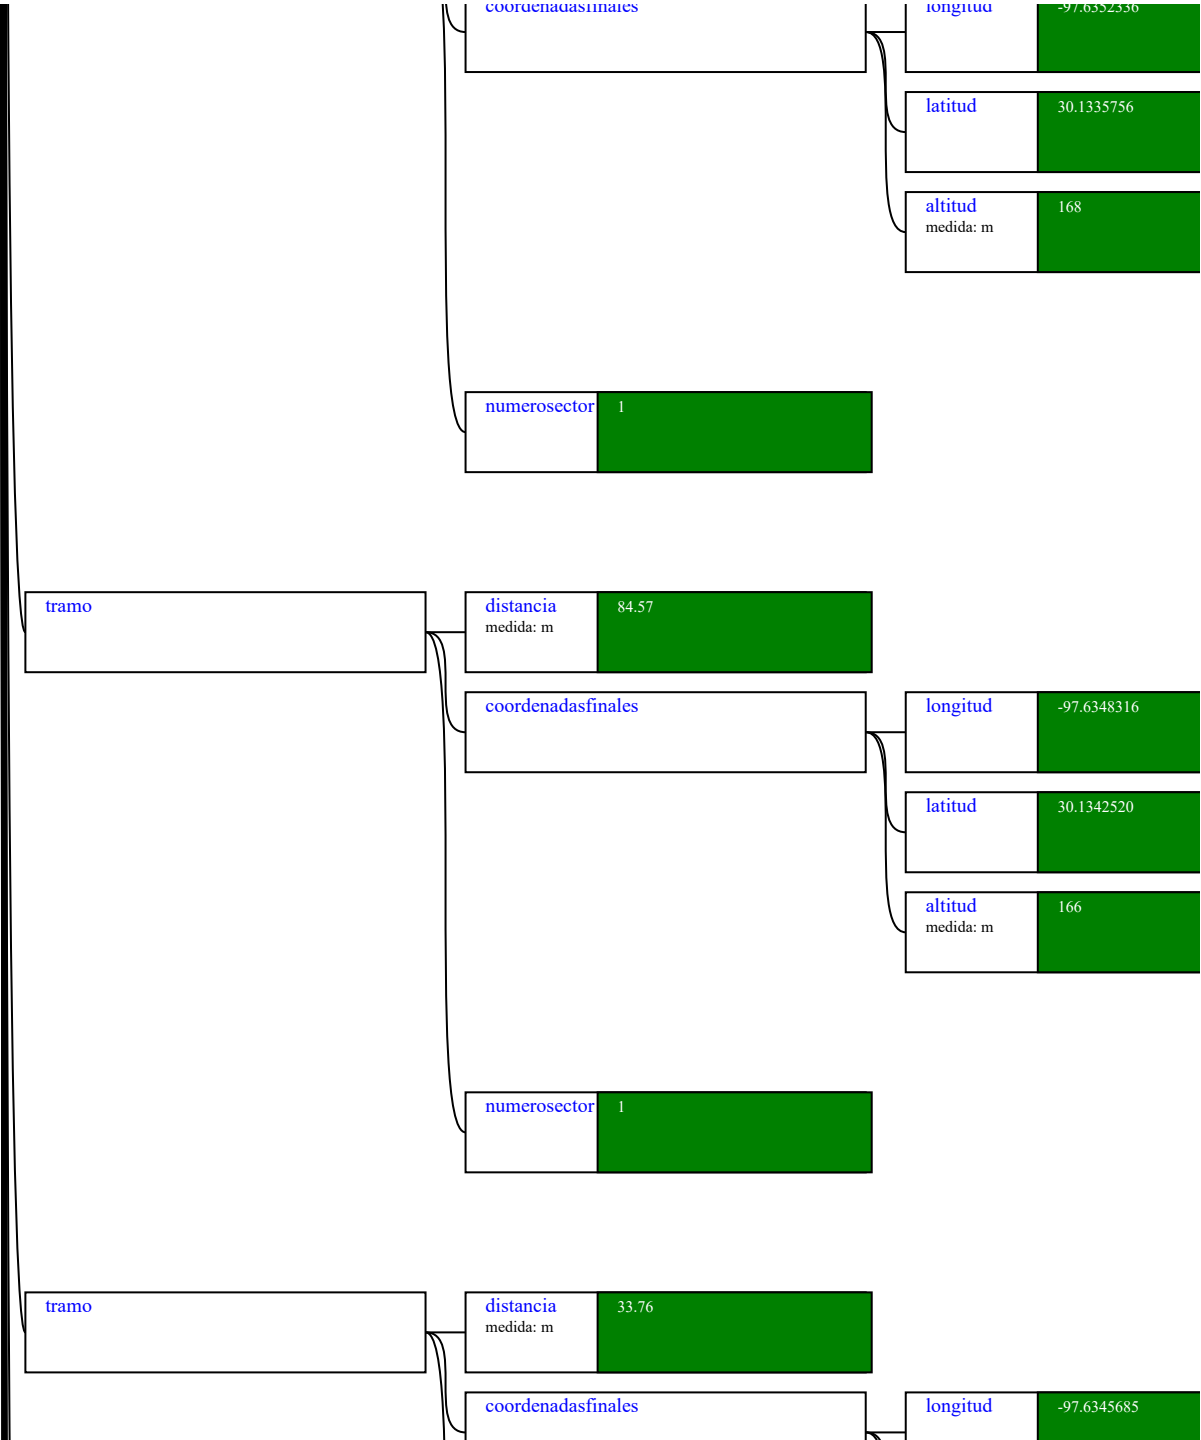 coordenadasfinales
longitud
-97.6352336
latitud
30.1335756
altitud
168
medida: m
numerosector
1
tramo
distancia
84.57
medida: m
coordenadasfinales
longitud
-97.6348316
latitud
30.1342520
altitud
166
medida: m
numerosector
1
tramo
distancia
33.76
medida: m
coordenadasfinales
longitud
-97.6345685